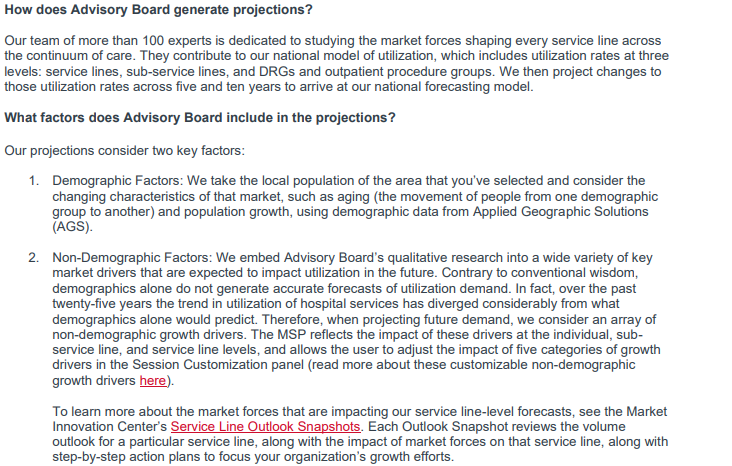 How does Advisory Board generate projections?
Our team of more than 100 experts is dedicated to studying the market forces shaping every service line across
the continuum of care. They contribute to our national model of utilization, which includes utilization rates at three
levels: service lines, sub-service lines, and DRGs and outpatient procedure groups. We then project changes to
those utilization rates across five and ten years to arrive at our national forecasting model.
What factors does Advisory Board include in the projections?
Our projections consider two key factors:
1. Demographic Factors: We take the local population of the area that you've selected and consider the
changing characteristics of that market, such as aging (the movement of people from one demographic
group to another) and population growth, using demographic data from Applied Geographic Solutions
(AGS).
2. Non-Demographic Factors: We embed Advisory Board's qualitative research into a wide variety of key
market drivers that are expected to impact utilization in the future. Contrary to conventional wisdom,
demographics alone do not generate accurate forecasts of utilization demand. In fact, over the past
twenty-five years the trend in utilization of hospital services has diverged considerably from what
demographics alone would predict. Therefore, when projecting future demand, we consider an array of
non-demographic growth drivers. The MSP reflects the impact of these drivers at the individual, sub-
service line, and service line levels, and allows the user to adjust the impact of five categories of growth
drivers in the Session Customization panel (read more about these customizable non-demographic
growth drivers here).
To learn more about the market forces that are impacting our service line-level forecasts, see the Market
Innovation Center's Service Line Outlook Snapshots. Each Outlook Snapshot reviews the volume
outlook for a particular service line, along with the impact of market forces on that service line, along with
step-by-step action plans to focus your organization's growth efforts.